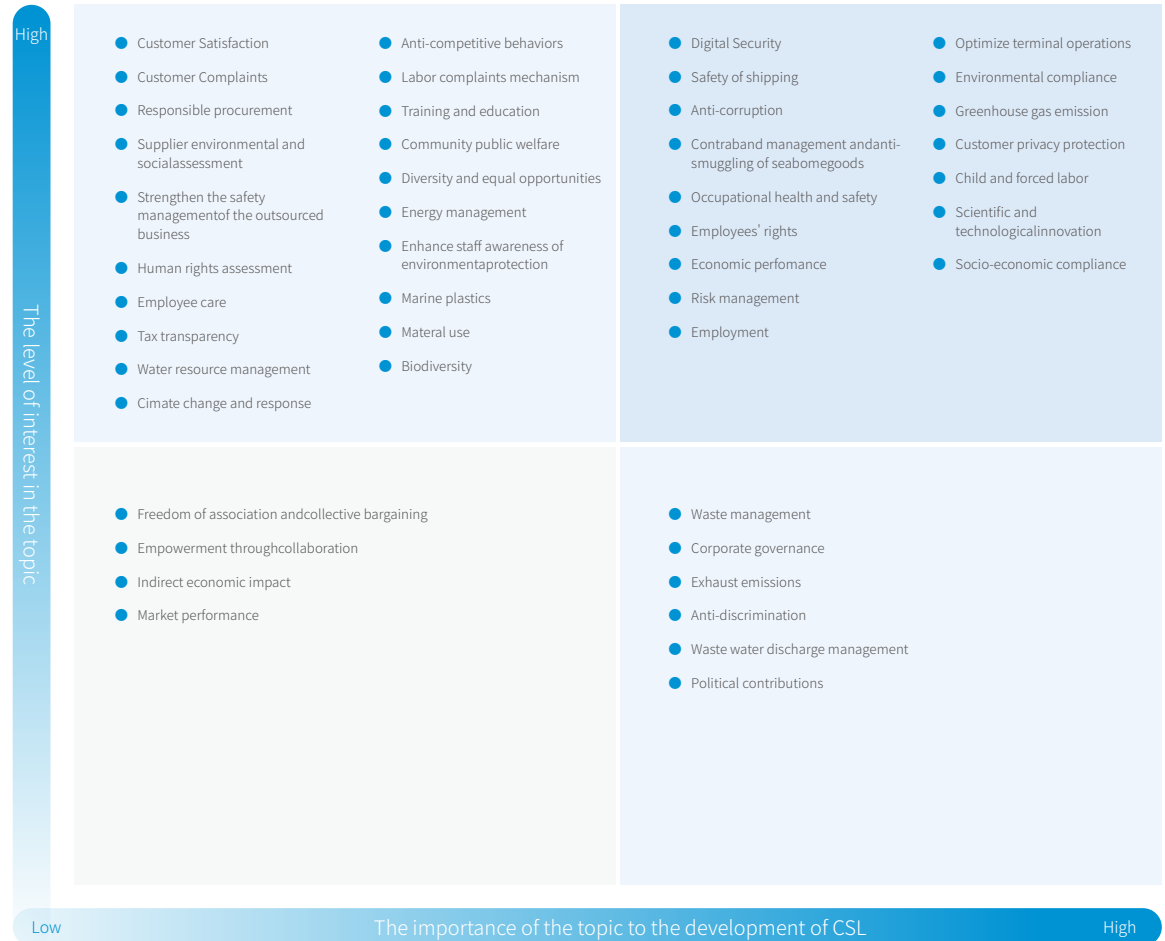 High
The level of interest in the topic
Customer Satisfaction
Customer Complaints
Responsible procurement
Supplier environmental and
socialassessment
Strengthen the safety
managementof the outsourced
business
Human rights assessment
Employee care
Tax transparency
Water resource management
Cimate change and response
Anti-competitive behaviors
Labor complaints mechanism
Training and education
Community public welfare
Diversity and equal opportunities
Energy management
Enhance staff awareness of
environmentaprotection
Marine plastics
Materal use
Biodiversity
Digital Security
Safety of shipping
Anti-corruption
Contraband management andanti-
smuggling of seabomegoods
Occupational health and safety
Employees' rights
Economic perfomance
Risk management
Employment
Optimize terminal operations
Environmental compliance
Greenhouse gas emission
Customer privacy protection
Child and forced labor
Scientific and
technologicalinnovation
Socio-economic compliance
Freedom of association andcollective bargaining
Empowerment throughcollaboration
Indirect economic impact
Market performance
Waste management
Corporate governance
Exhaust emissions
Anti-discrimination
Waste water discharge management
Political contributions
Low
The importance of the topic to the development of CSL
High